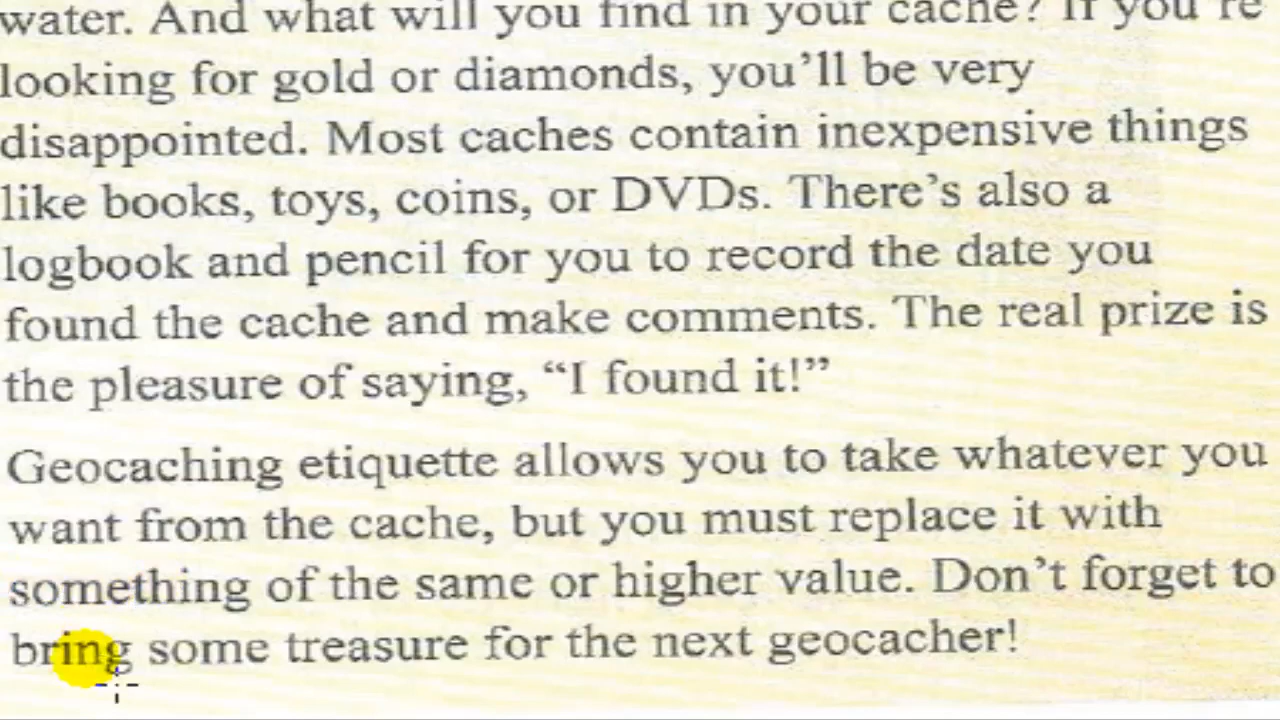 water. And what will you find in your cache? If you're
looking for gold or diamonds, you'll be very
disappointed. Most caches contain inexpensive things
like books, toys, coins, or DVDs. There's also a
logbook and pencil for you to record the date you
found the cache and make comments. The real prize is
the pleasure of saying, “I found it!”
Geocaching etiquette allows you to take whatever you
want from the cache, but you must replace it with
something of the same or higher value. Don't forget to
bring some treasure for the next geocacher!